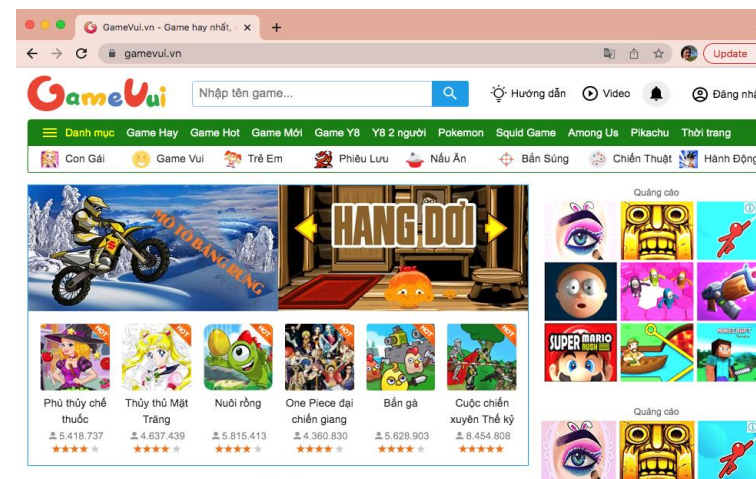 GameVui.vn - Game hay nhất,
gamevui.vn
Update
GameVui
Nhập tên game...
Hướng dẫn
Video
Đăng nhậ
Danh mục Game Hay Game Hot Game Mới Game Y8 Y8 2 người Pokemon Squid Game Among Us Pikachu Thời trang
Con Gái Game Vui Trẻ Em Phiêu Lưu Nấu Ăn Bắn Súng Chiến Thuật Hành Động
MÔ TÔ BĂNG RỪNG
HANG DƠI
Quảng cáo
SUPER MARIO
RUSH
MINECRAFT
HOT HOT HOT HOT HOT HOT
Phù thủy chế
thuốc
5.418.737
Thủy thủ Mặt
Trăng
4.637.439
Nuôi rồng
5.815.413
One Piece đại
chiến giang
4.360.830
Bắn gà
5.628.903
Cuộc chiến
xuyên Thế kỷ
8.454.808
Quảng cáo